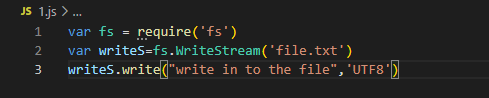 JS 1.js > ...
1 var fs = require('fs')
2 var writeS=fs.WriteStream('file.txt')
3 writeS.write("write in to the file",'UTF8')